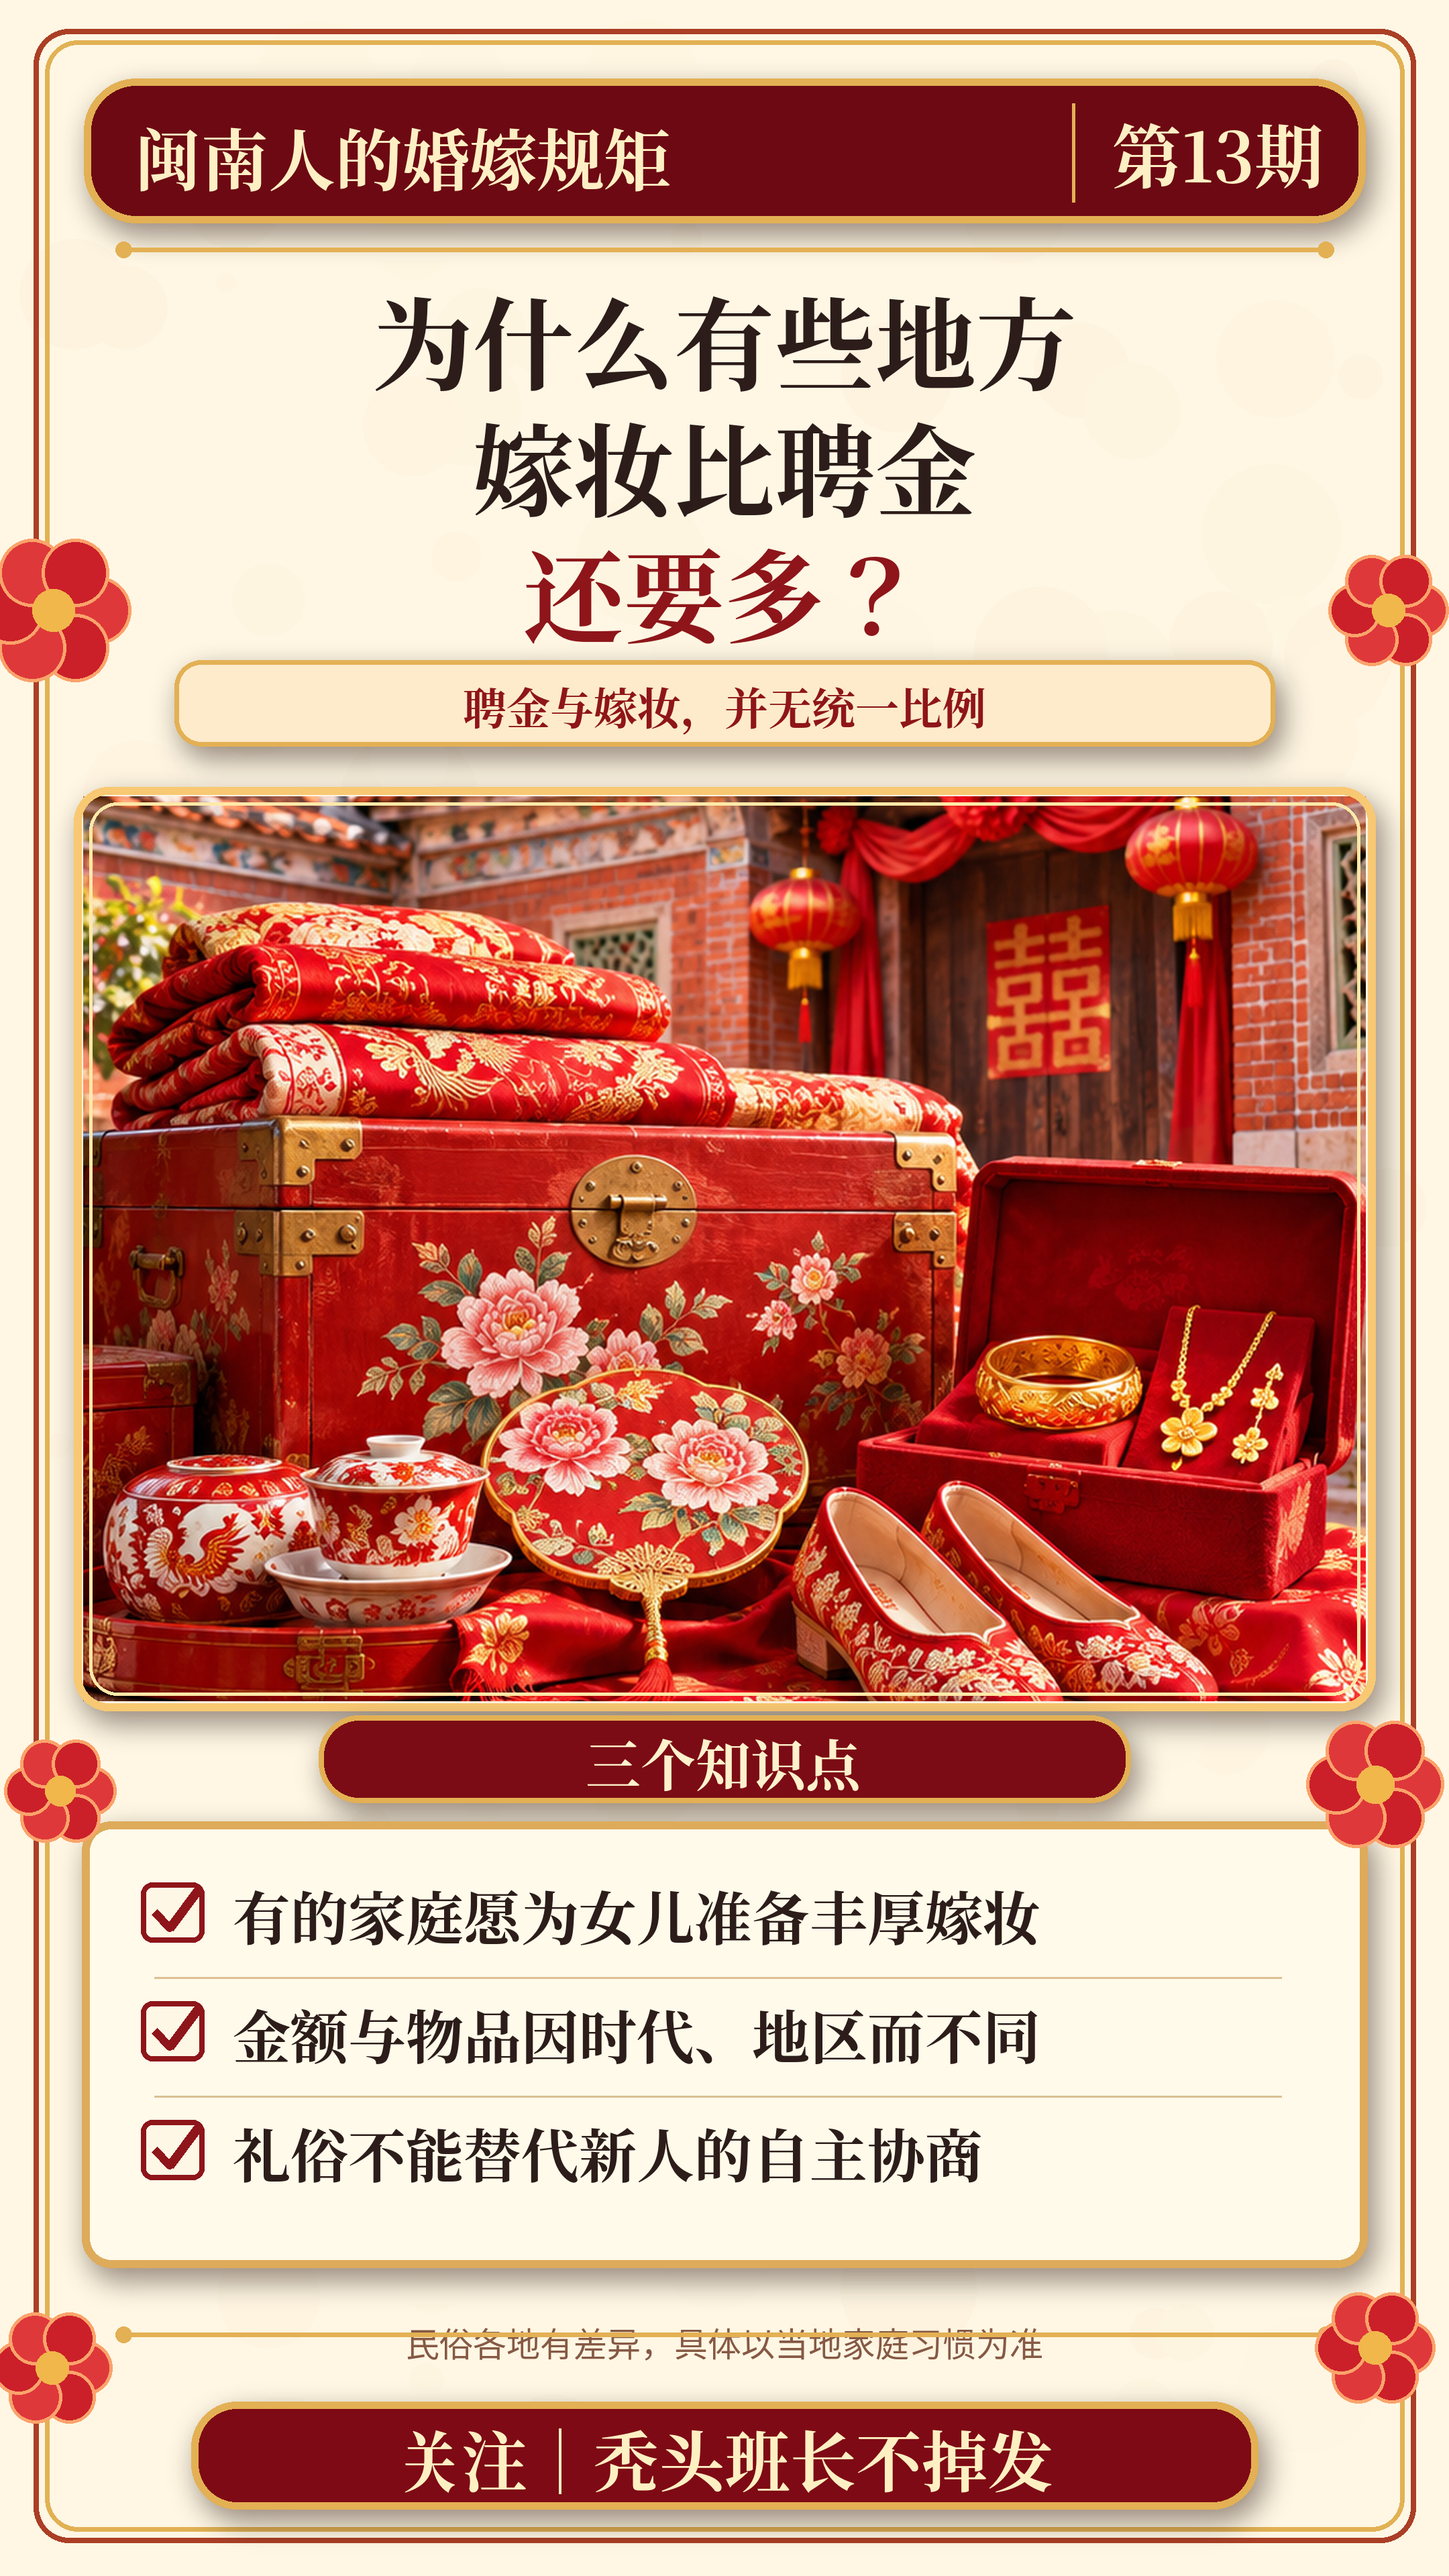 闽南人的婚嫁规矩
第13期
为什么有些地方
嫁妆比聘金
还要多？
聘金与嫁妆，并无统一比例
囍
三个知识点
有的家庭愿为女儿准备丰厚嫁妆
金额与物品因时代、地区而不同
礼俗不能替代新人的自主协商
民俗各地有差异，具体以当地家庭习惯为准
关注｜秃头班长不掉发